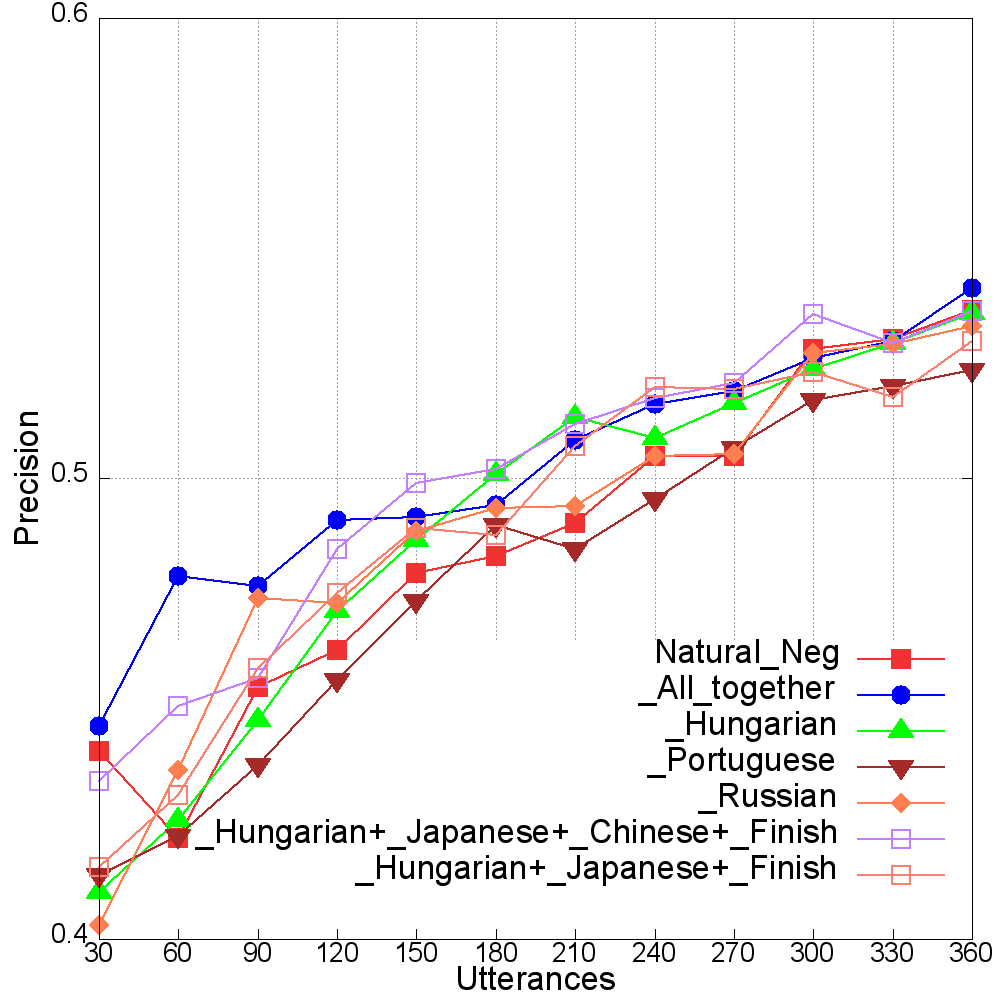 0.6
0.5
0.4
Precision
30 60 90 120 150 180 210 240 270 300 330 360
Utterances
Natural_Neg
_All_together
_Hungarian
_Portuguese
_Russian
_Hungarian+_Japanese+_Chinese+_Finish
_Hungarian+_Japanese+_Finish